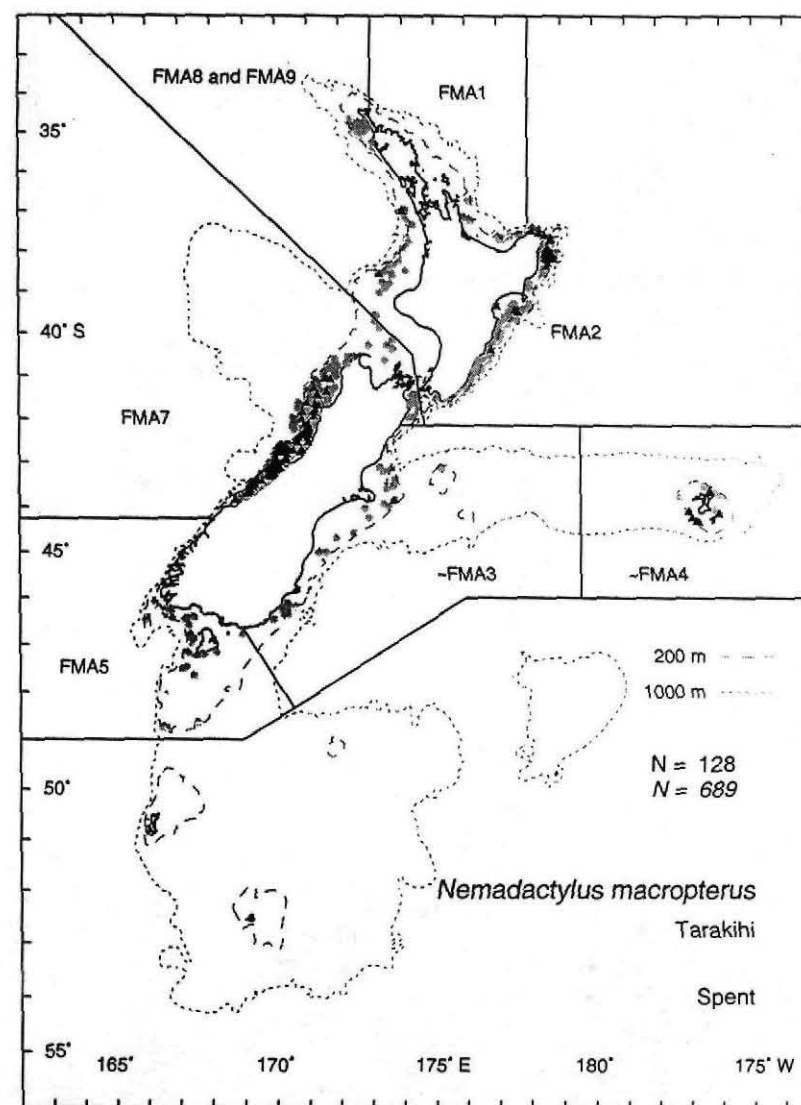 FMA8 and FMA9
FMA1
35°
40° S
FMA2
FMA7
45°
~FMA3
~FMA4
FMA5
200 m
1000 m
N = 128
N = 689
50°
Nemadactylus macropterus
Tarakihi
Spent
55°
165°
170°
175° E
180°
175° W